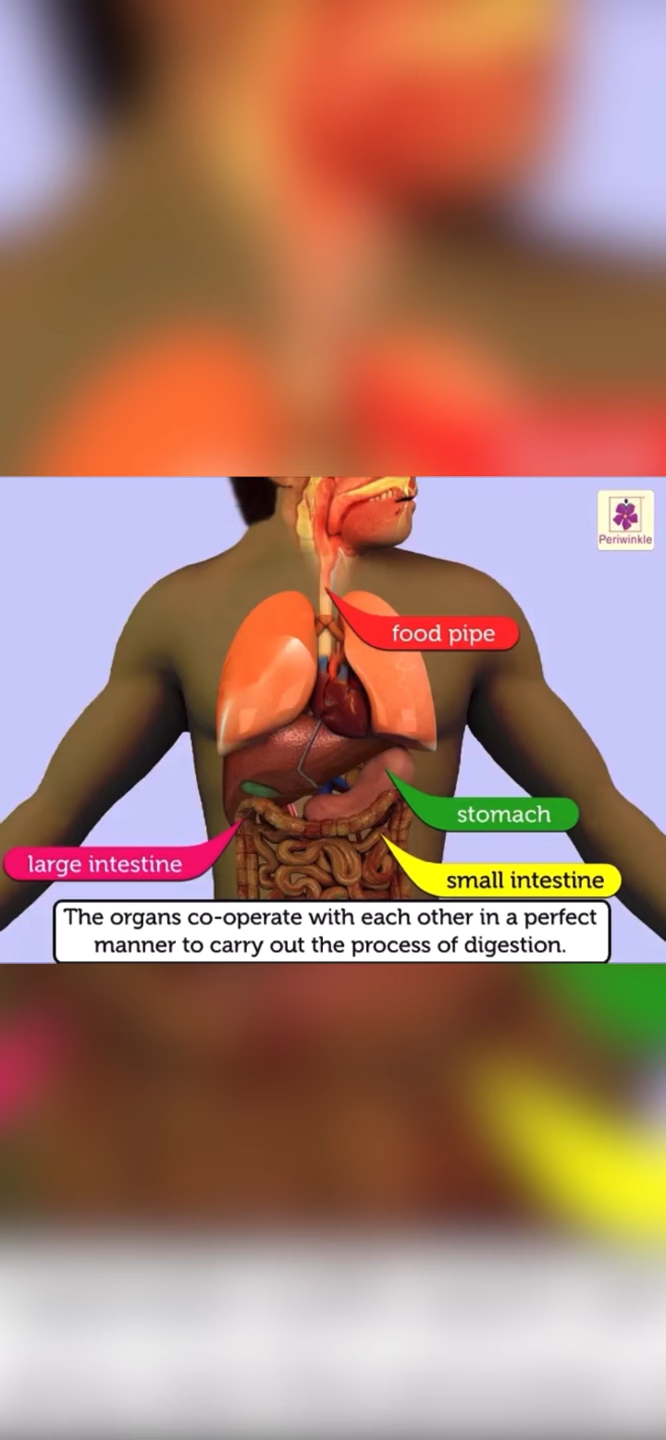 Periwinkle
food pipe
stomach
large intestine
small intestine
The organs co-operate with each other in a perfect
manner to carry out the process of digestion.